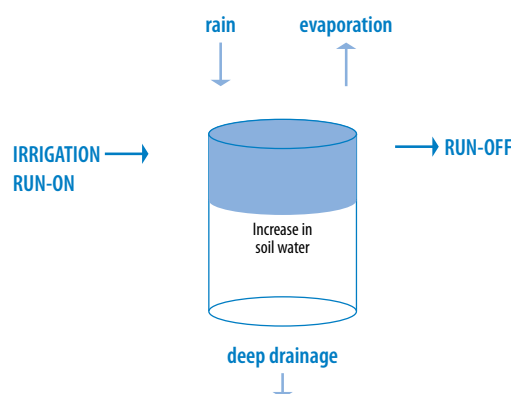 rain
evaporation
IRRIGATION
RUN-ON
RUN-OFF
Increase in
soil water
deep drainage